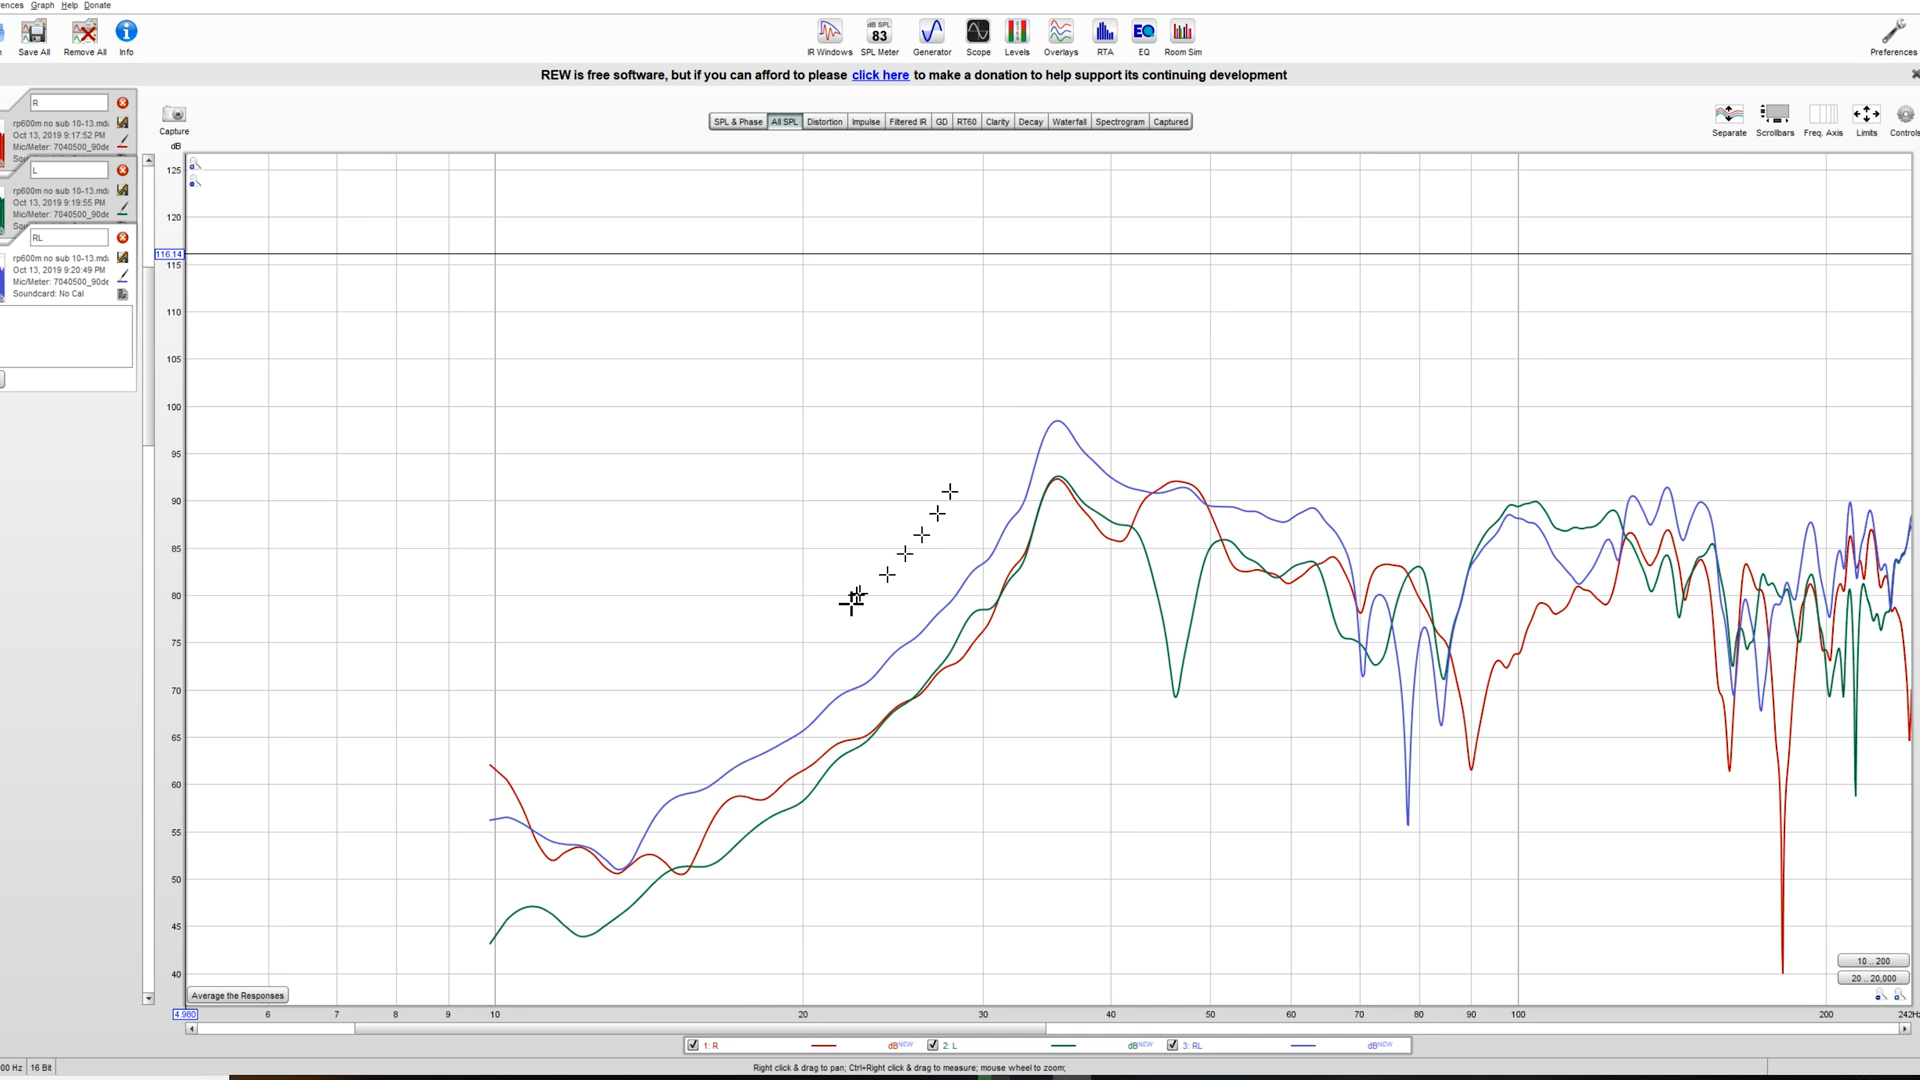 ences Graph Help Donate
Save All Remove All Info IR Windows SPL Meter Generator Scope Levels Overlays RTA EQ Room Sim Preferences
dB SPL
83
EQ
REW is free software, but if you can afford to please click here to make a donation to help support its continuing development
R
rp600m no sub 10-13.mda
Oct 13, 2019 9:17:52 PM
Mic/Meter: 7040500_90de
Sou
L
rp600m no sub 10-13.mda
Oct 13, 2019 9:19:55 PM
Mic/Meter: 7040500_90de
Sou
RL
rp600m no sub 10-13.mda
Oct 13, 2019 9:20:49 PM
Mic/Meter: 7040500_90de
Soundcard: No Cal
Capture
SPL & Phase All SPL Distortion Impulse Filtered IR GD RT60 Clarity Decay Waterfall Spectrogram Captured
Separate Scrollbars Freq. Axis Limits Controls
dB
125
120
116.14
115
110
105
100
95
90
85
80
75
70
65
60
55
50
45
40
10 .. 200
20 .. 20,000
Average the Responses
4.980 6 7 8 9 10 20 30 40 50 60 70 80 90 100 200 242Hz
1: R dB NEW 2: L dB NEW 3: RL dB NEW
00 Hz 16 Bit Right click & drag to pan; Ctrl+Right click & drag to measure; mouse wheel to zoom;